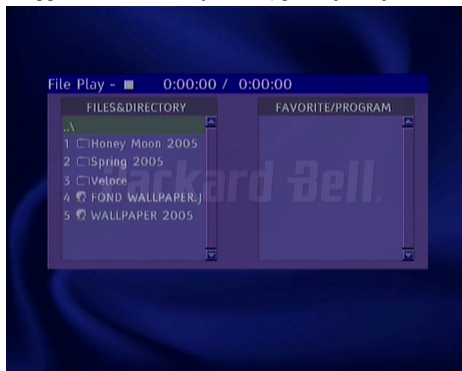 File Play - 0:00:00 / 0:00:00
FILES&DIRECTORY
..\
1 Honey Moon 2005
2 Spring 2005
3 Veloce
4 FOND WALLPAPER.J
5 WALLPAPER 2005
FAVORITE/PROGRAM
Packard Bell.